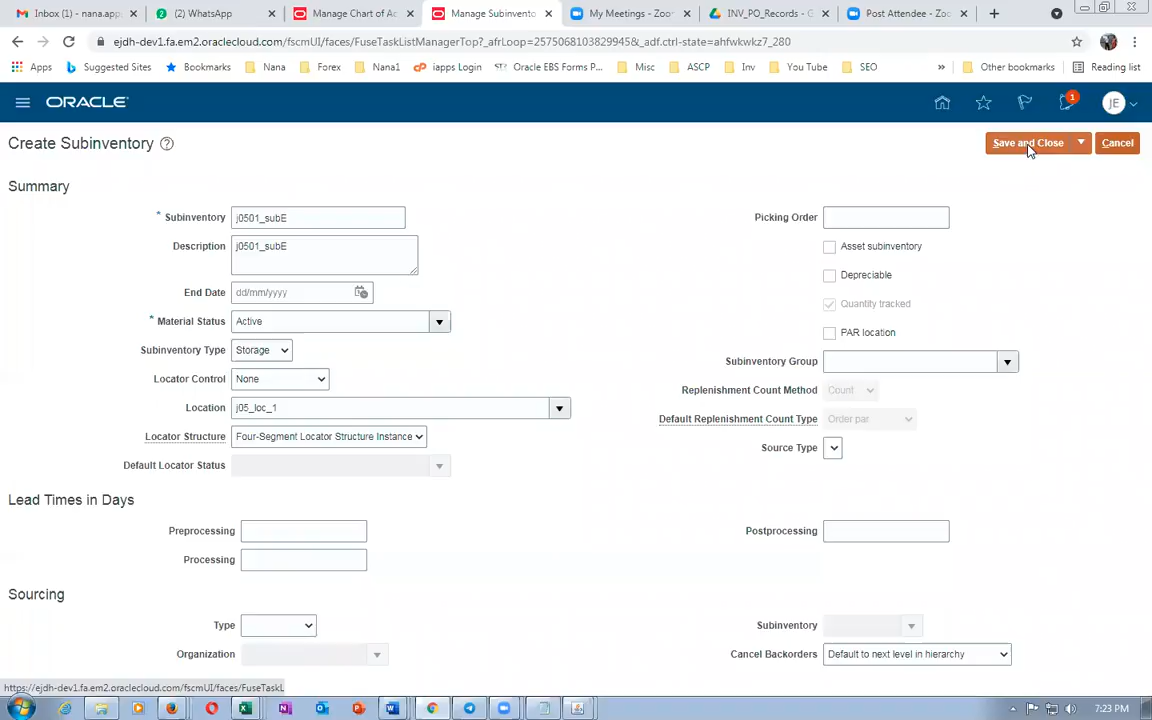 Inbox (1) - nana.app
(2) WhatsApp
Manage Chart of Ac
Manage Subinvento
My Meetings - Zoo
INV_PO_Records - G
Post Attendee - Zoo
ejdh-dev1.fa.em2.oraclecloud.com/fscmUI/faces/FuseTaskListManagerTop?_afrLoop=2575068103829945&_adf.ctrl-state=ahfwkwkz7_280
Apps Suggested Sites Bookmarks Nana Forex Nana1 iapps Login Oracle EBS Forms P... Misc ASCP Inv You Tube SEO » Other bookmarks Reading list
ORACLE
1
JE
Create Subinventory ?
Save and Close
Cancel
Summary
* Subinventory j0501_subE
Description j0501_subE
End Date dd/mm/yyyy
* Material Status Active
Subinventory Type Storage
Locator Control None
Location j05_loc_1
Locator Structure Four-Segment Locator Structure Instance
Default Locator Status
Picking Order
Asset subinventory
Depreciable
Quantity tracked
PAR location
Subinventory Group
Replenishment Count Method Count
Default Replenishment Count Type Order par
Source Type
Lead Times in Days
Preprocessing
Processing
Postprocessing
Sourcing
Type
Organization
Subinventory
Cancel Backorders Default to next level in hierarchy
https://ejdh-dev1.fa.em2.oraclecloud.com/fscmUI/faces/FuseTaskL
7:23 PM